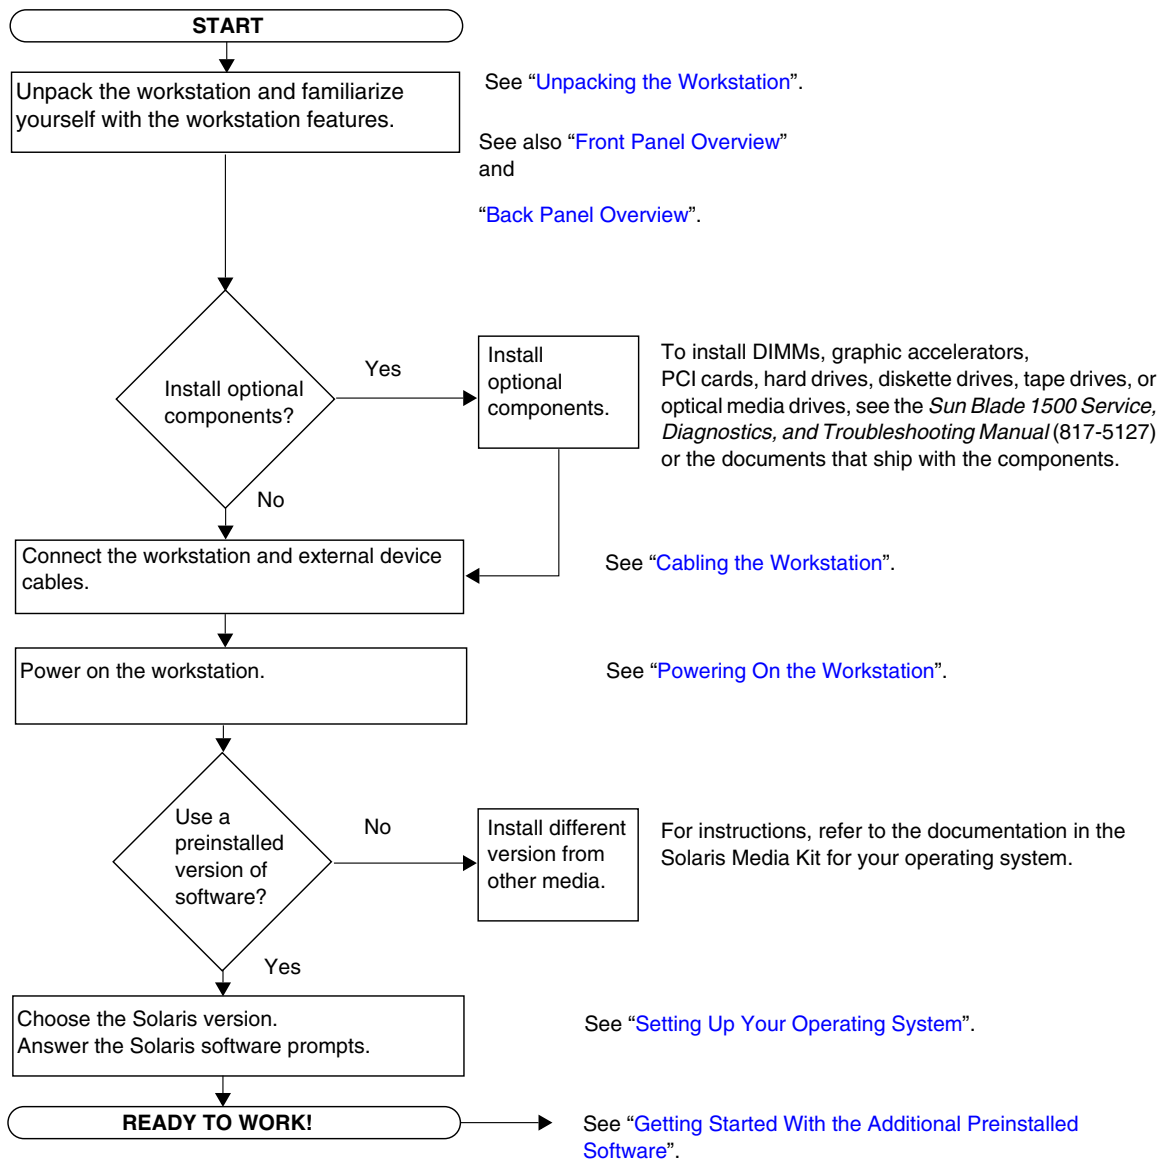 START
Unpack the workstation and familiarize
yourself with the workstation features.
See “Unpacking the Workstation”.
See also “Front Panel Overview”
and
“Back Panel Overview”.
Install optional
components?
Yes
Install
optional
components.
To install DIMMs, graphic accelerators,
PCI cards, hard drives, diskette drives, tape drives, or
optical media drives, see the Sun Blade 1500 Service,
Diagnostics, and Troubleshooting Manual (817-5127)
or the documents that ship with the components.
No
Connect the workstation and external device
cables.
See “Cabling the Workstation”.
Power on the workstation.
See “Powering On the Workstation”.
Use a
preinstalled
version of
software?
No
Install different
version from
other media.
For instructions, refer to the documentation in the
Solaris Media Kit for your operating system.
Yes
Choose the Solaris version.
Answer the Solaris software prompts.
See “Setting Up Your Operating System”.
READY TO WORK!
See “Getting Started With the Additional Preinstalled
Software”.